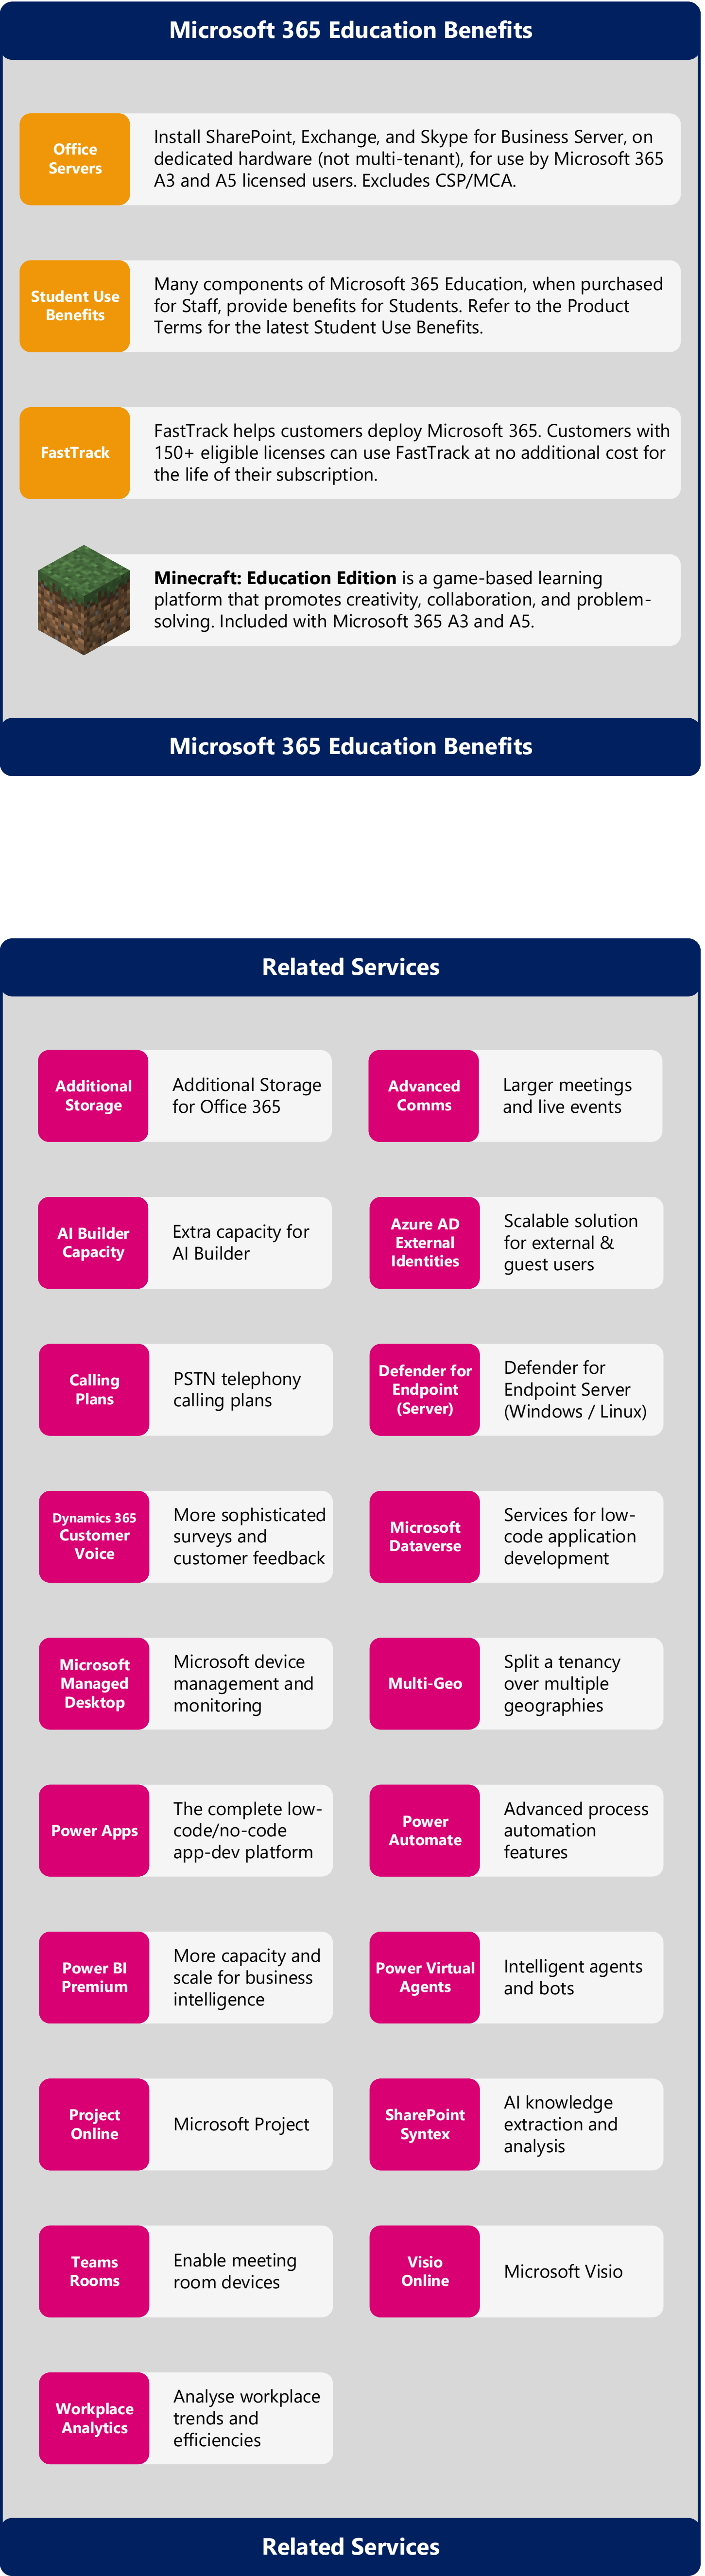 Microsoft 365 Education Benefits
Office
Servers
Install SharePoint, Exchange, and Skype for Business Server, on
dedicated hardware (not multi-tenant), for use by Microsoft 365
A3 and A5 licensed users. Excludes CSP/MCA.
Student Use
Benefits
Many components of Microsoft 365 Education, when purchased
for Staff, provide benefits for Students. Refer to the Product
Terms for the latest Student Use Benefits.
FastTrack
FastTrack helps customers deploy Microsoft 365. Customers with
150+ eligible licenses can use FastTrack at no additional cost for
the life of their subscription.
Minecraft: Education Edition is a game-based learning
platform that promotes creativity, collaboration, and problem-
solving. Included with Microsoft 365 A3 and A5.
Microsoft 365 Education Benefits
Related Services
Additional
Storage
Additional Storage
for Office 365
Advanced
Comms
Larger meetings
and live events
AI Builder
Capacity
Extra capacity for
AI Builder
Azure AD
External
Identities
Scalable solution
for external &
guest users
Calling
Plans
PSTN telephony
calling plans
Defender for
Endpoint
(Server)
Defender for
Endpoint Server
(Windows / Linux)
Dynamics 365
Customer
Voice
More sophisticated
surveys and
customer feedback
Microsoft
Dataverse
Services for low-
code application
development
Microsoft
Managed
Desktop
Microsoft device
management and
monitoring
Multi-Geo
Split a tenancy
over multiple
geographies
Power Apps
The complete low-
code/no-code
app-dev platform
Power
Automate
Advanced process
automation
features
Power BI
Premium
More capacity and
scale for business
intelligence
Power Virtual
Agents
Intelligent agents
and bots
Project
Online
Microsoft Project
SharePoint
Syntex
AI knowledge
extraction and
analysis
Teams
Rooms
Enable meeting
room devices
Visio
Online
Microsoft Visio
Workplace
Analytics
Analyse workplace
trends and
efficiencies
Related Services